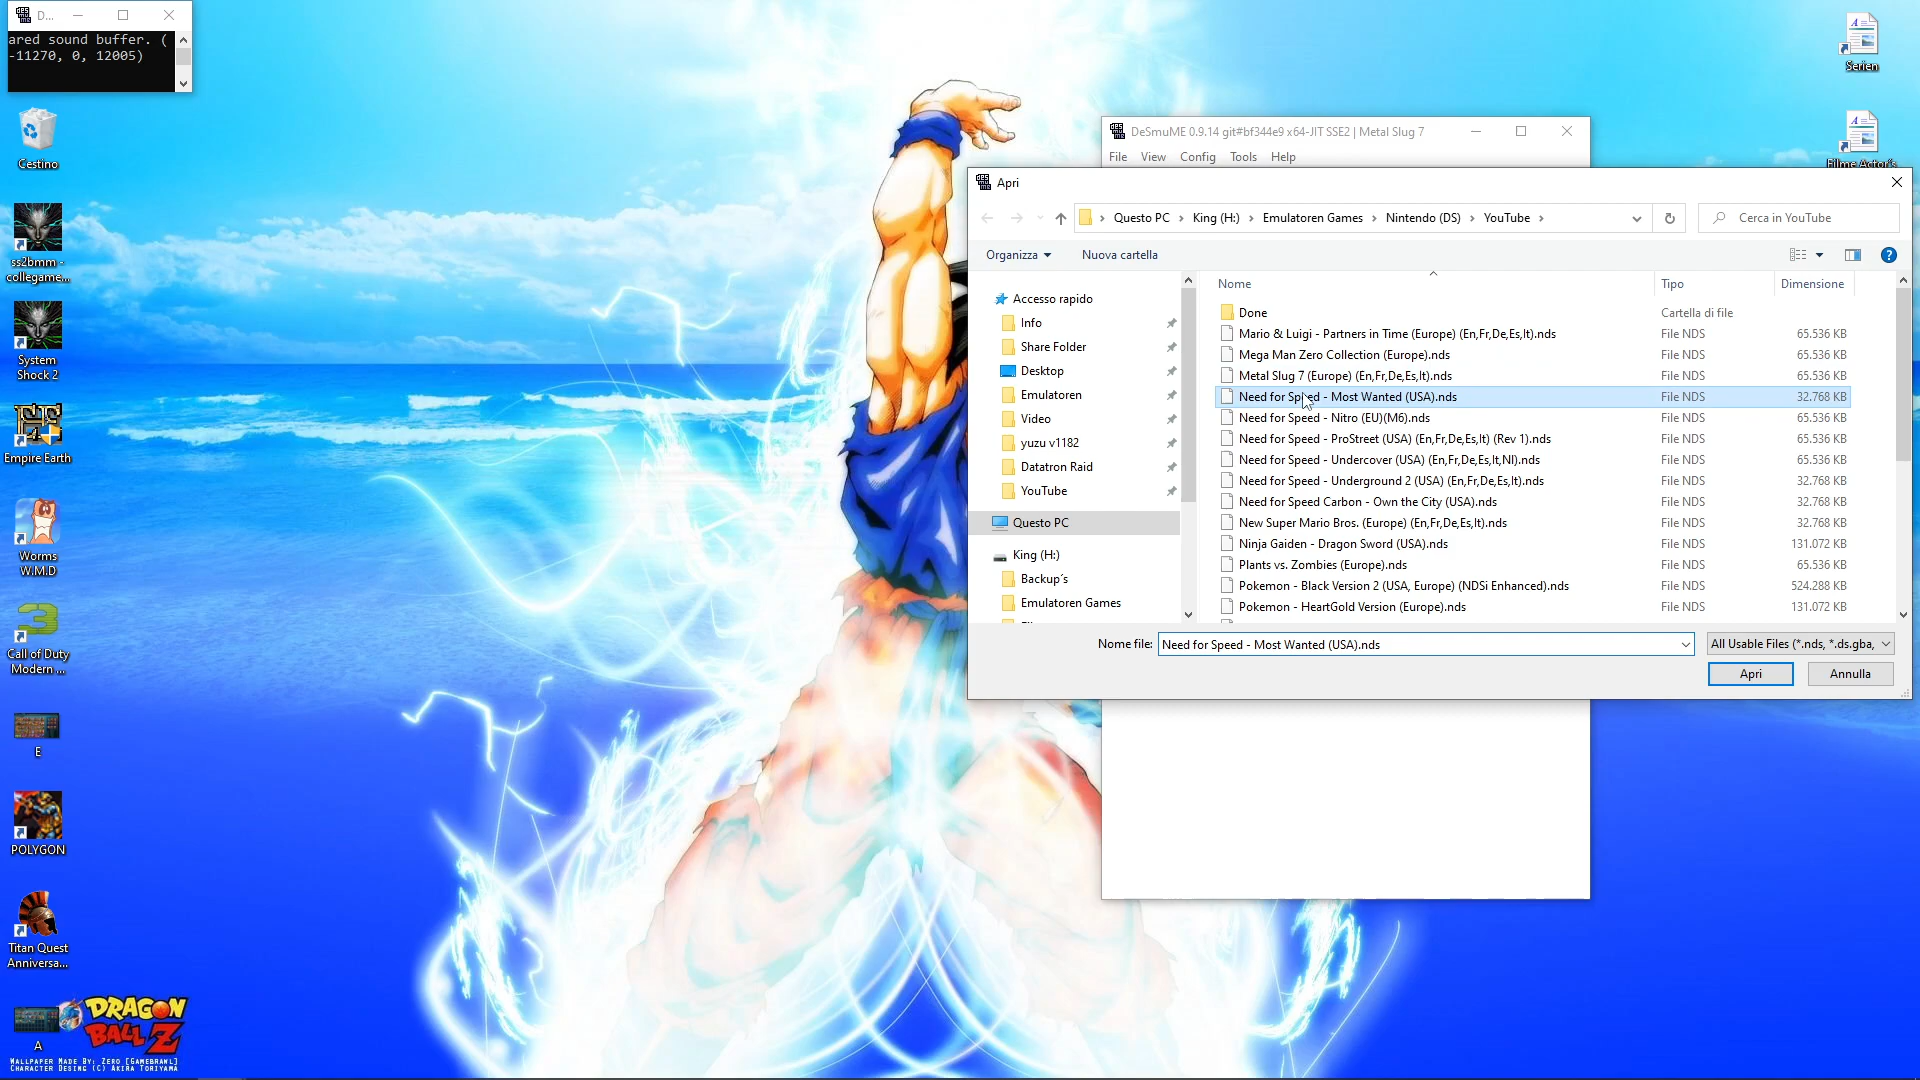 D...
ared sound buffer. (
-11270, 0, 12005)
Cestino
ss2bmm -
collegame...
System
Shock 2
Empire Earth
Worms
W.M.D
Call of Duty
Modern ...
E
POLYGON
Titan Quest
Anniversa...
A
DRAGON
BALL Z
Wallpaper Made By: Zero [Gamebrawl]
Character Desing (C) Akira Toriyama
Serien
Filme Actor's
DeSmuME 0.9.14 git#bf344e9 x64-JIT SSE2 | Metal Slug 7
File View Config Tools Help
Apri
Questo PC > King (H:) > Emulatoren Games > Nintendo (DS) > YouTube >
Cerca in YouTube
Organizza
Nuova cartella
Accesso rapido
Info
Share Folder
Desktop
Emulatoren
Video
yuzu v1182
Datatron Raid
YouTube
Questo PC
King (H:)
Backup´s
Emulatoren Games
Nome Tipo Dimensione
Done Cartella di file
Mario & Luigi - Partners in Time (Europe) (En,Fr,De,Es,It).nds File NDS 65.536 KB
Mega Man Zero Collection (Europe).nds File NDS 65.536 KB
Metal Slug 7 (Europe) (En,Fr,De,Es,It).nds File NDS 65.536 KB
Need for Speed - Most Wanted (USA).nds File NDS 32.768 KB
Need for Speed - Nitro (EU)(M6).nds File NDS 65.536 KB
Need for Speed - ProStreet (USA) (En,Fr,De,Es,It) (Rev 1).nds File NDS 65.536 KB
Need for Speed - Undercover (USA) (En,Fr,De,Es,It,Nl).nds File NDS 65.536 KB
Need for Speed - Underground 2 (USA) (En,Fr,De,Es,It).nds File NDS 32.768 KB
Need for Speed Carbon - Own the City (USA).nds File NDS 32.768 KB
New Super Mario Bros. (Europe) (En,Fr,De,Es,It).nds File NDS 32.768 KB
Ninja Gaiden - Dragon Sword (USA).nds File NDS 131.072 KB
Plants vs. Zombies (Europe).nds File NDS 65.536 KB
Pokemon - Black Version 2 (USA, Europe) (NDSi Enhanced).nds File NDS 524.288 KB
Pokemon - HeartGold Version (Europe).nds File NDS 131.072 KB
Nome file: Need for Speed - Most Wanted (USA).nds
All Usable Files (*.nds, *.ds.gba,
Apri
Annulla